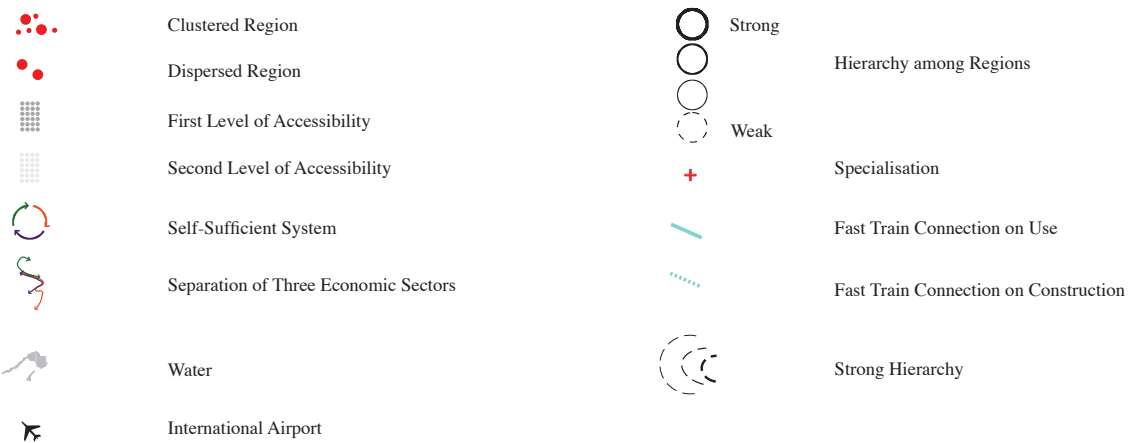 Clustered Region
Dispersed Region
First Level of Accessibility
Second Level of Accessibility
Self-Sufficient System
Separation of Three Economic Sectors
Water
International Airport
Strong
Hierarchy among Regions
Weak
Specialisation
Fast Train Connection on Use
Fast Train Connection on Construction
Strong Hierarchy